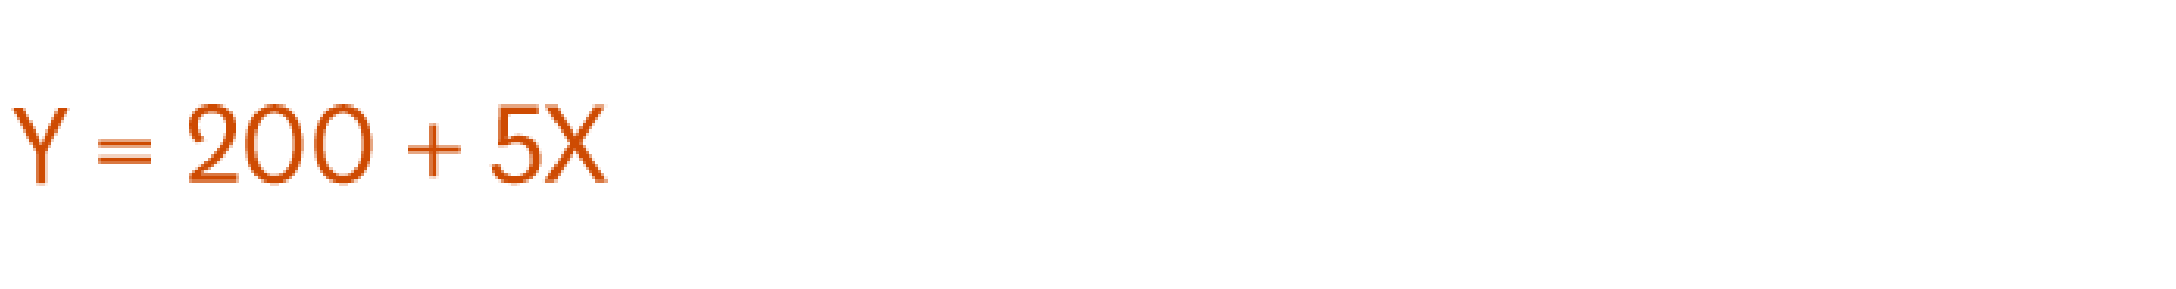 Y = 200 + 5X